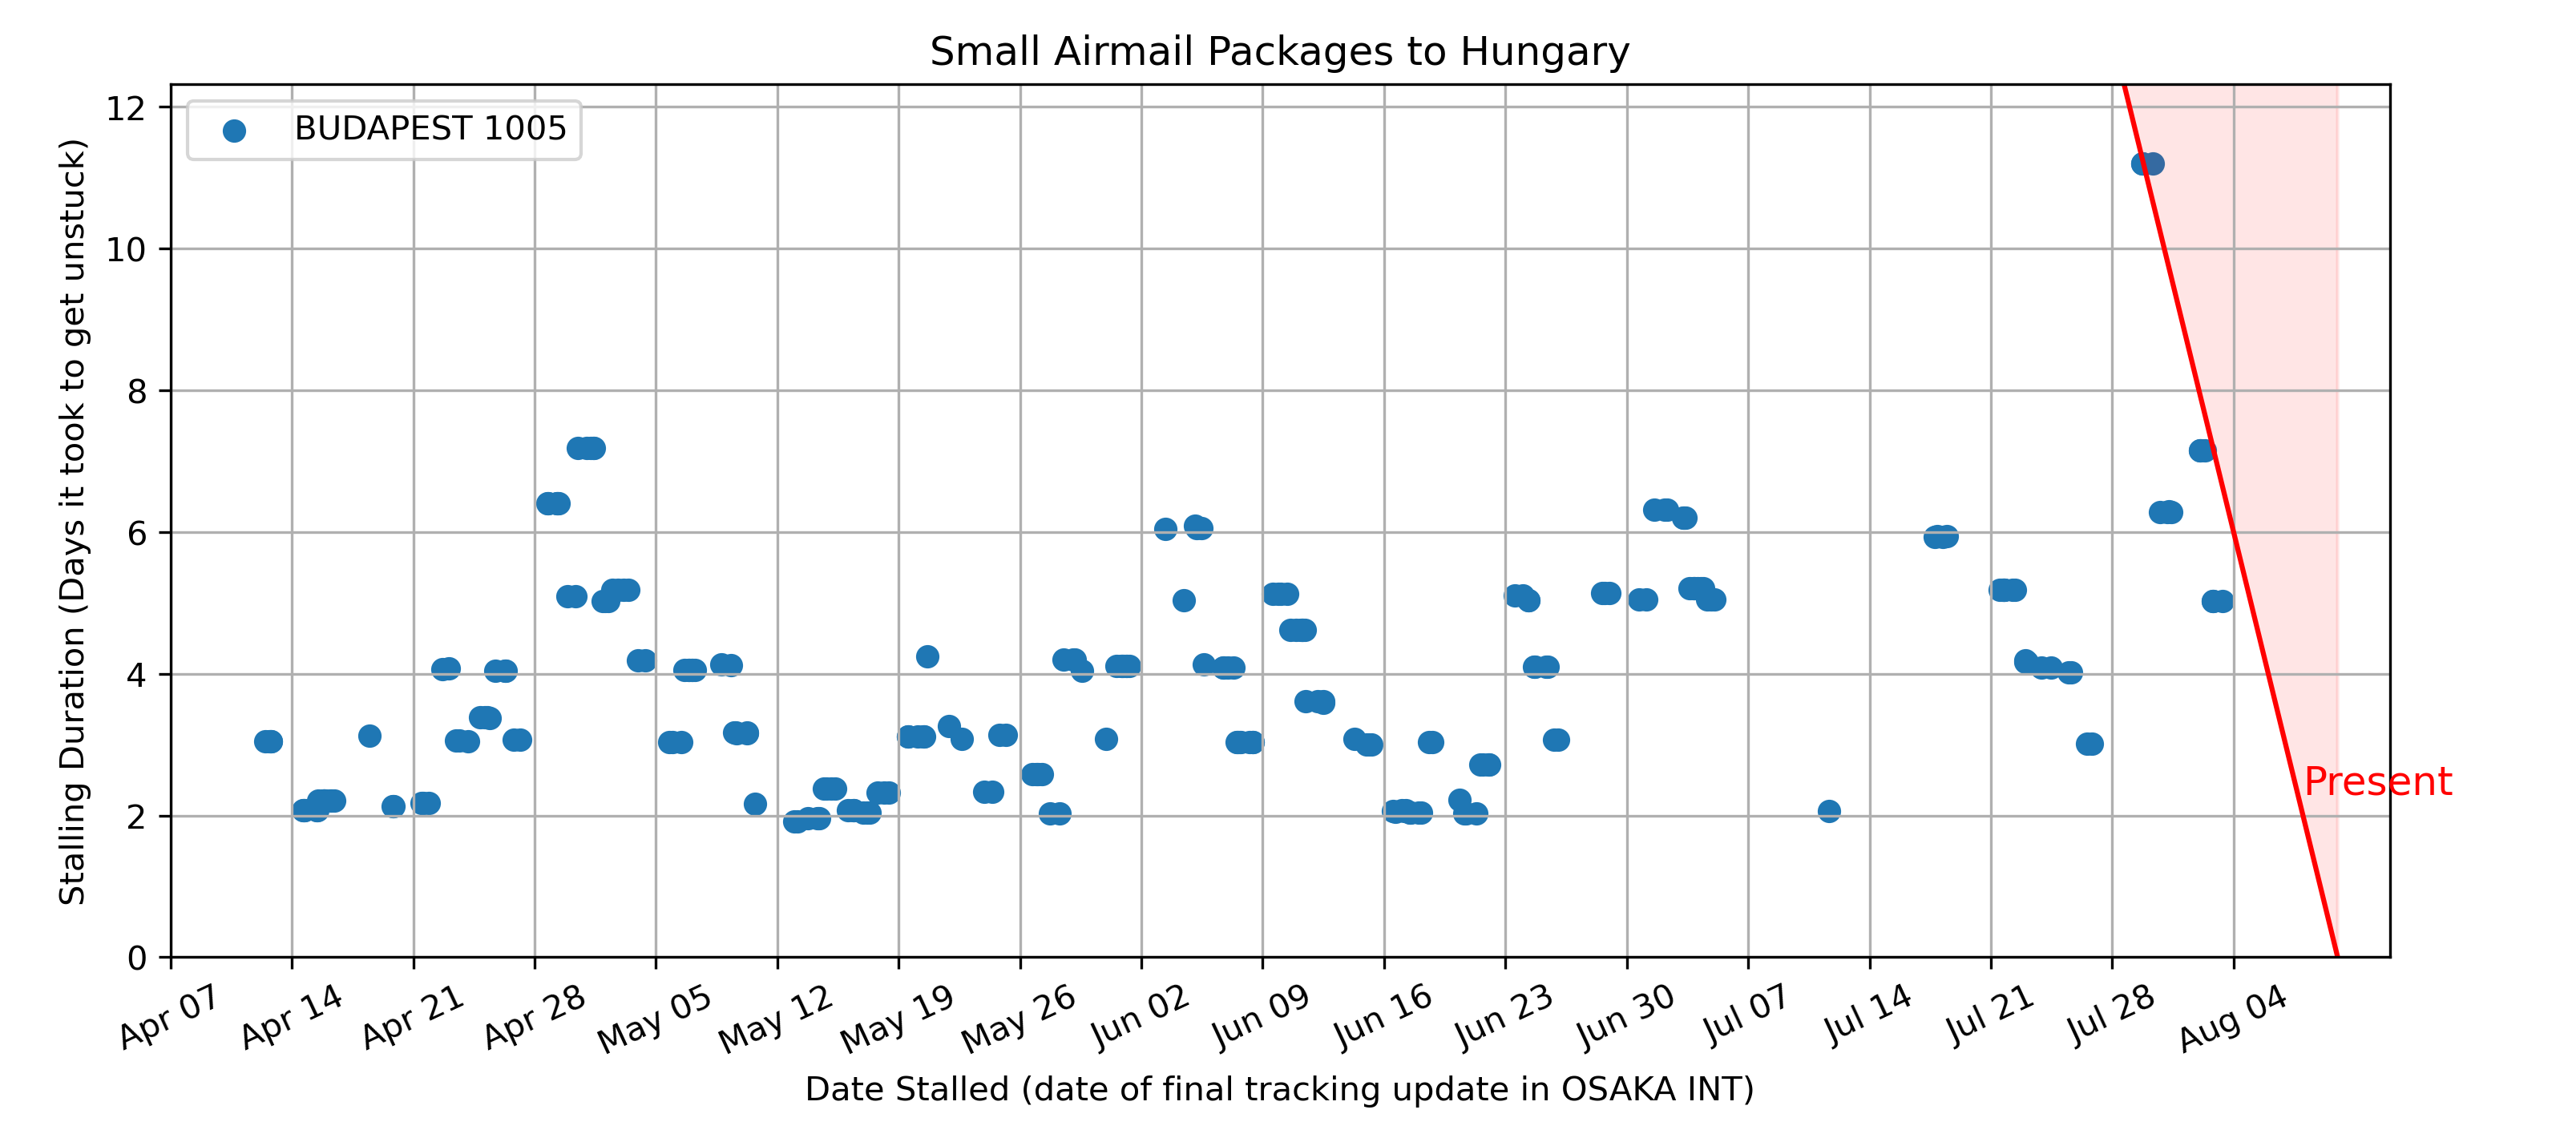 Small Airmail Packages to Hungary
BUDAPEST 1005
Stalling Duration (Days it took to get unstuck)
12
10
8
6
4
2
0
Present
Apr 07
Apr 14
Apr 21
Apr 28
May 05
May 12
May 19
May 26
Jun 02
Jun 09
Jun 16
Jun 23
Jun 30
Jul 07
Jul 14
Jul 21
Jul 28
Aug 04
Date Stalled (date of final tracking update in OSAKA INT)